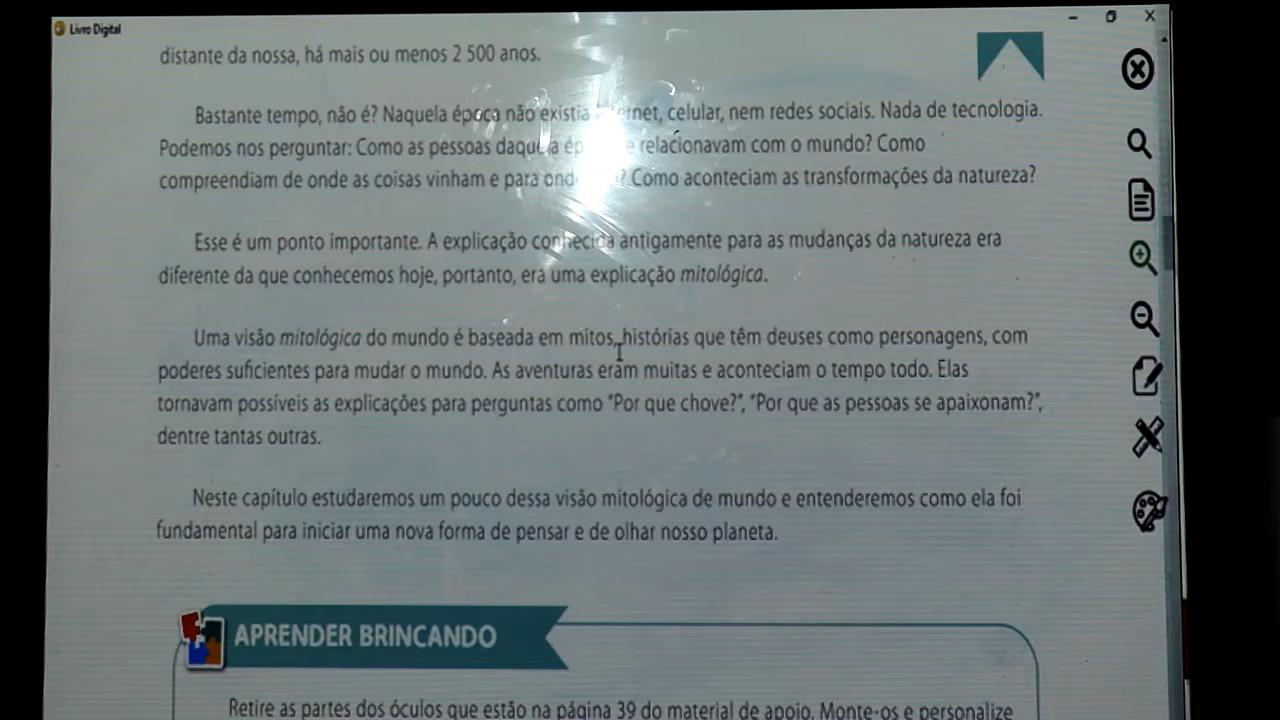 Livro Digital
distante da nossa, há mais ou menos 2 500 anos.
Bastante tempo, não é? Naquela época não existia celular, nem redes sociais. Nada de tecnologia.
Podemos nos perguntar: Como as pessoas daquela relacionavam com o mundo? Como
compreendiam de onde as coisas vinham e para Como aconteciam as transformações da natureza?
Esse é um ponto importante. A explicação conhecida antigamente para as mudanças da natureza era
diferente da que conhecemos hoje, portanto, era uma explicação mitológica.
Uma visão mitológica do mundo é baseada em mitos, histórias que têm deuses como personagens, com
poderes suficientes para mudar o mundo. As aventuras eram muitas e aconteciam o tempo todo. Elas
tornavam possíveis as explicações para perguntas como "Por que chove?", "Por que as pessoas se apaixonam?",
dentre tantas outras.
Neste capítulo estudaremos um pouco dessa visão mitológica de mundo e entenderemos como ela foi
fundamental para iniciar uma nova forma de pensar e de olhar nosso planeta.
APRENDER BRINCANDO
Retire as partes dos óculos que estão na página 39 do material de apoio. Monte-os e personalize